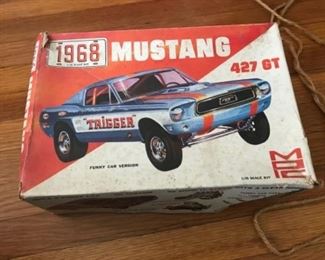 1968
MUSTANG
427 GT
"TRIGGER"
FUNNY CAR VERSION
MPC
1/25 SCALE KIT